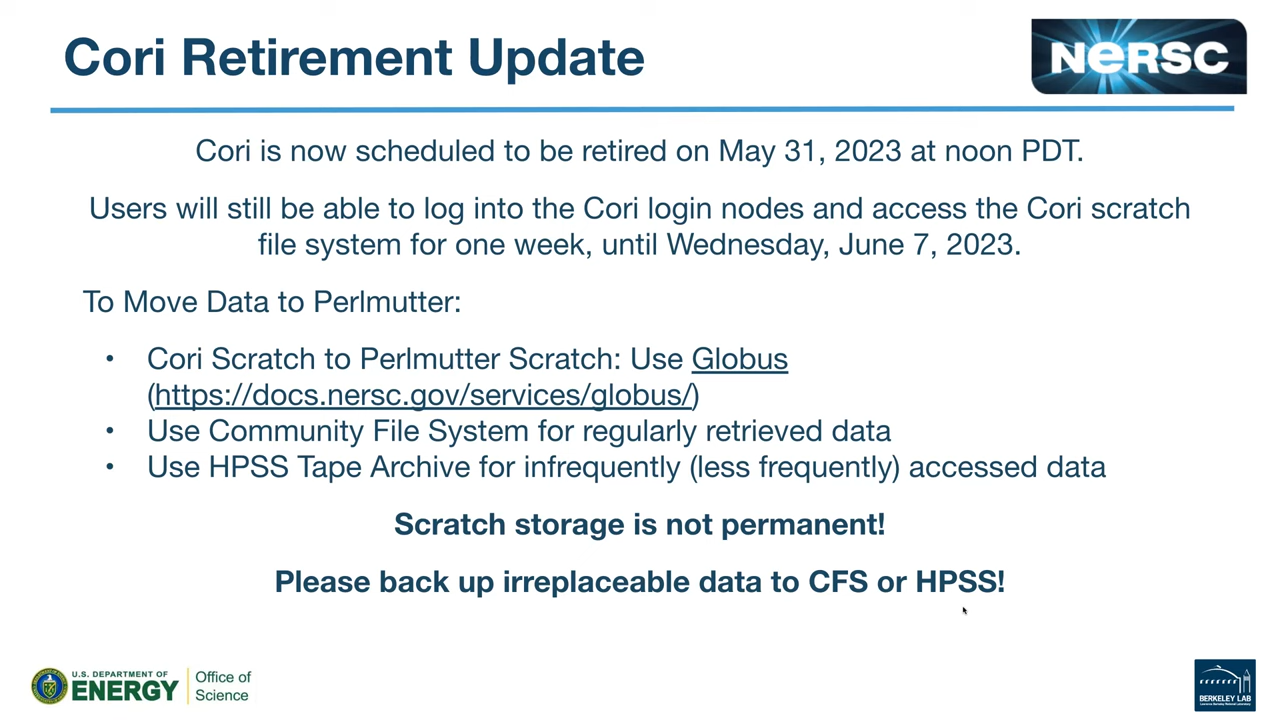 Cori Retirement Update
NERSC
Cori is now scheduled to be retired on May 31, 2023 at noon PDT.
Users will still be able to log into the Cori login nodes and access the Cori scratch
file system for one week, until Wednesday, June 7, 2023.
To Move Data to Perlmutter:
• Cori Scratch to Perlmutter Scratch: Use Globus
(https://docs.nersc.gov/services/globus/)
• Use Community File System for regularly retrieved data
• Use HPSS Tape Archive for infrequently (less frequently) accessed data
Scratch storage is not permanent!
Please back up irreplaceable data to CFS or HPSS!
U.S. DEPARTMENT OF
ENERGY
Office of
Science
BERKELEY LAB
Lawrence Berkeley National Laboratory